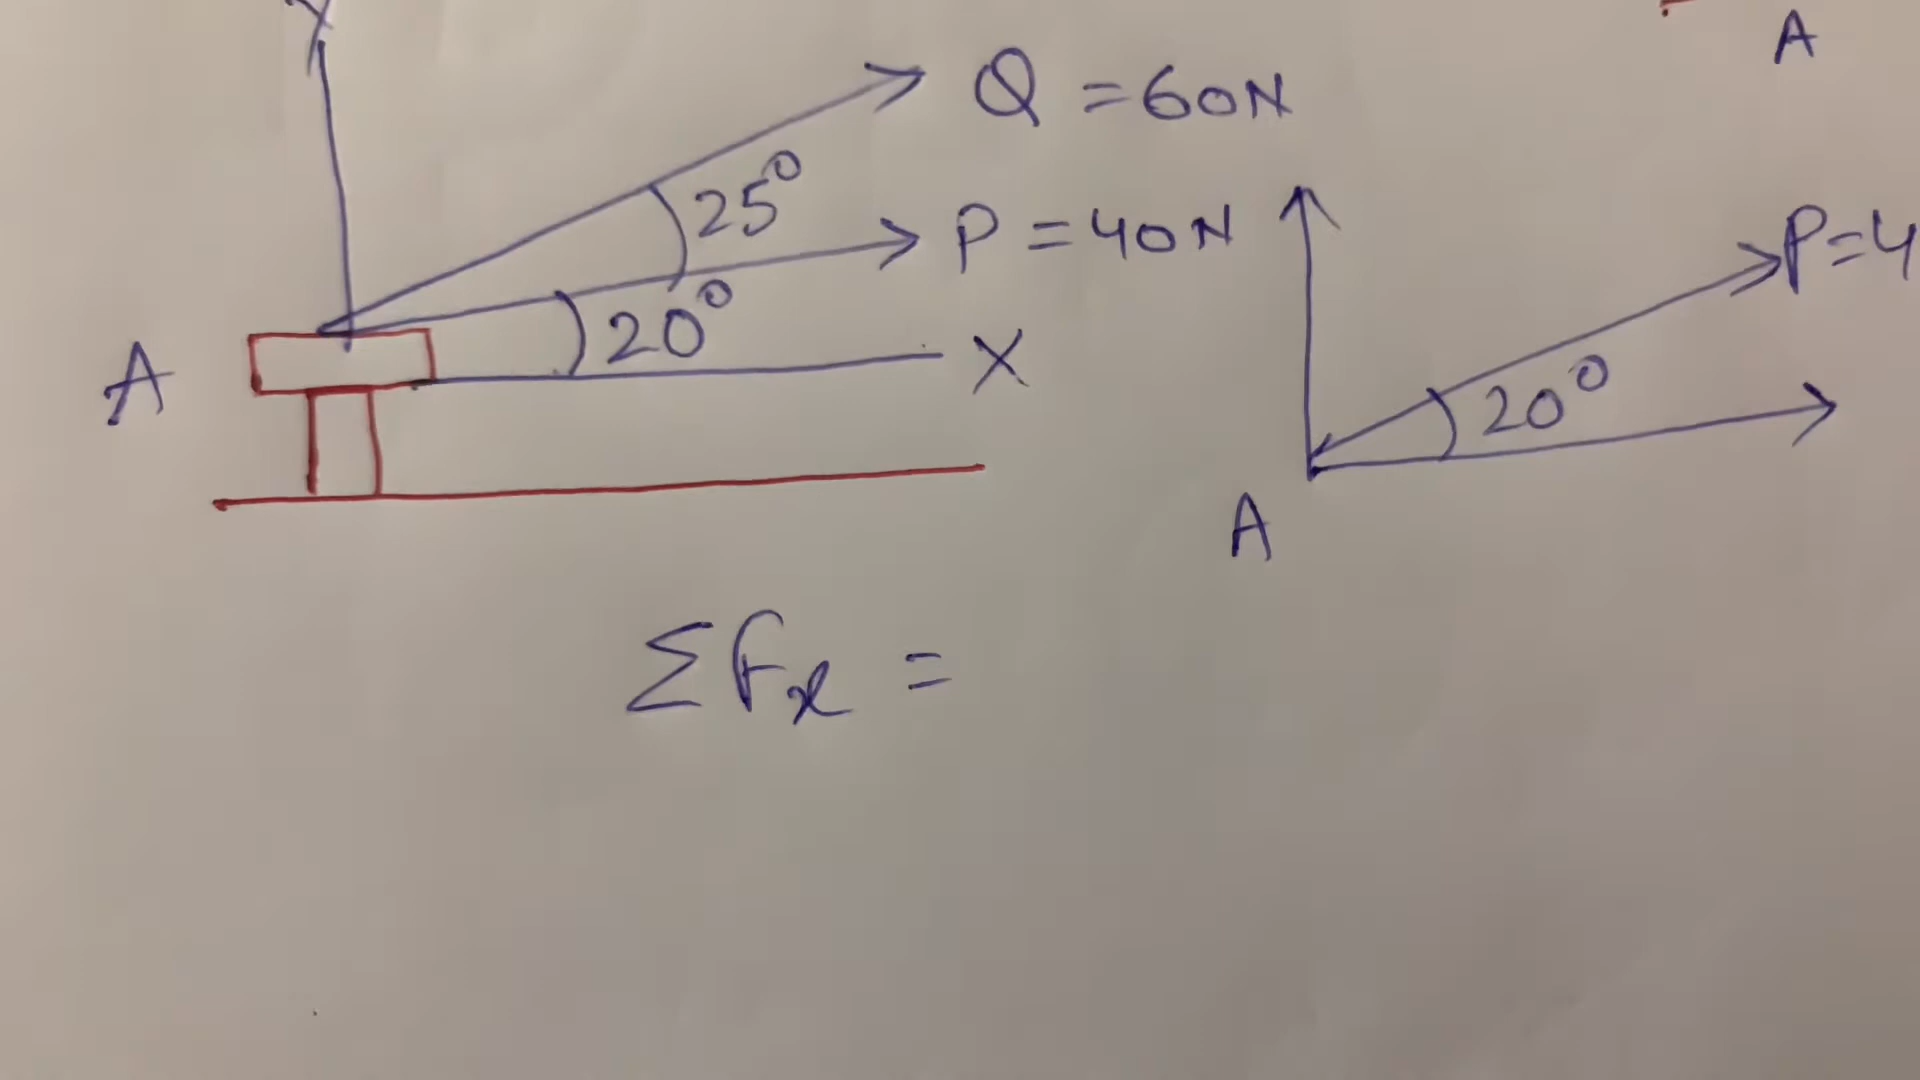 Y
A
Q = 60N
25°
P = 40N
20°
X
A
P=4
20°
A
ΣFx =